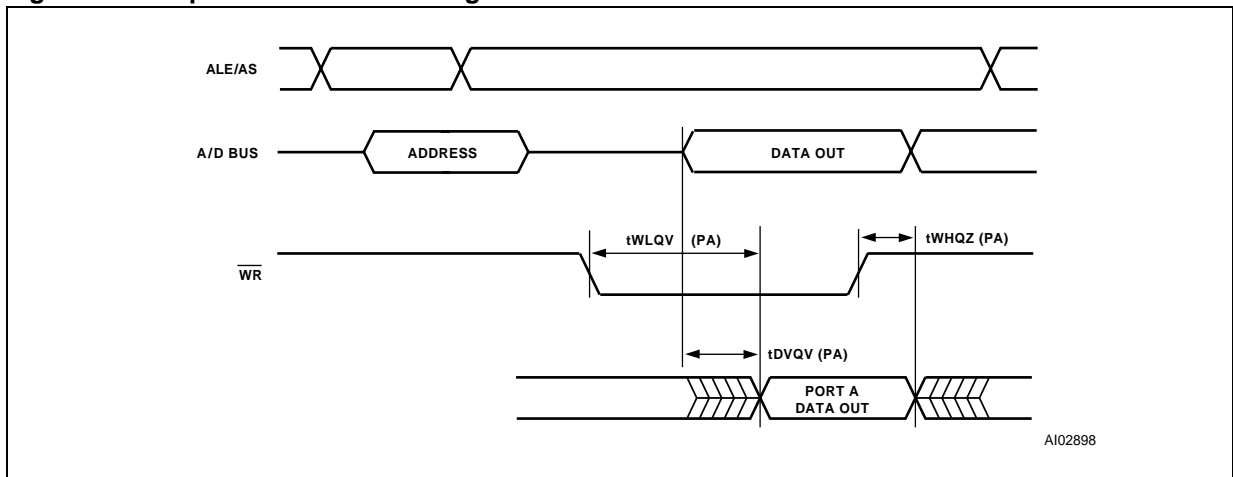 ALE/AS
A/D BUS
ADDRESS
DATA OUT
tWLQV (PA)
tWHQZ (PA)
WR
tDVQV (PA)
PORT A
DATA OUT
AI02898